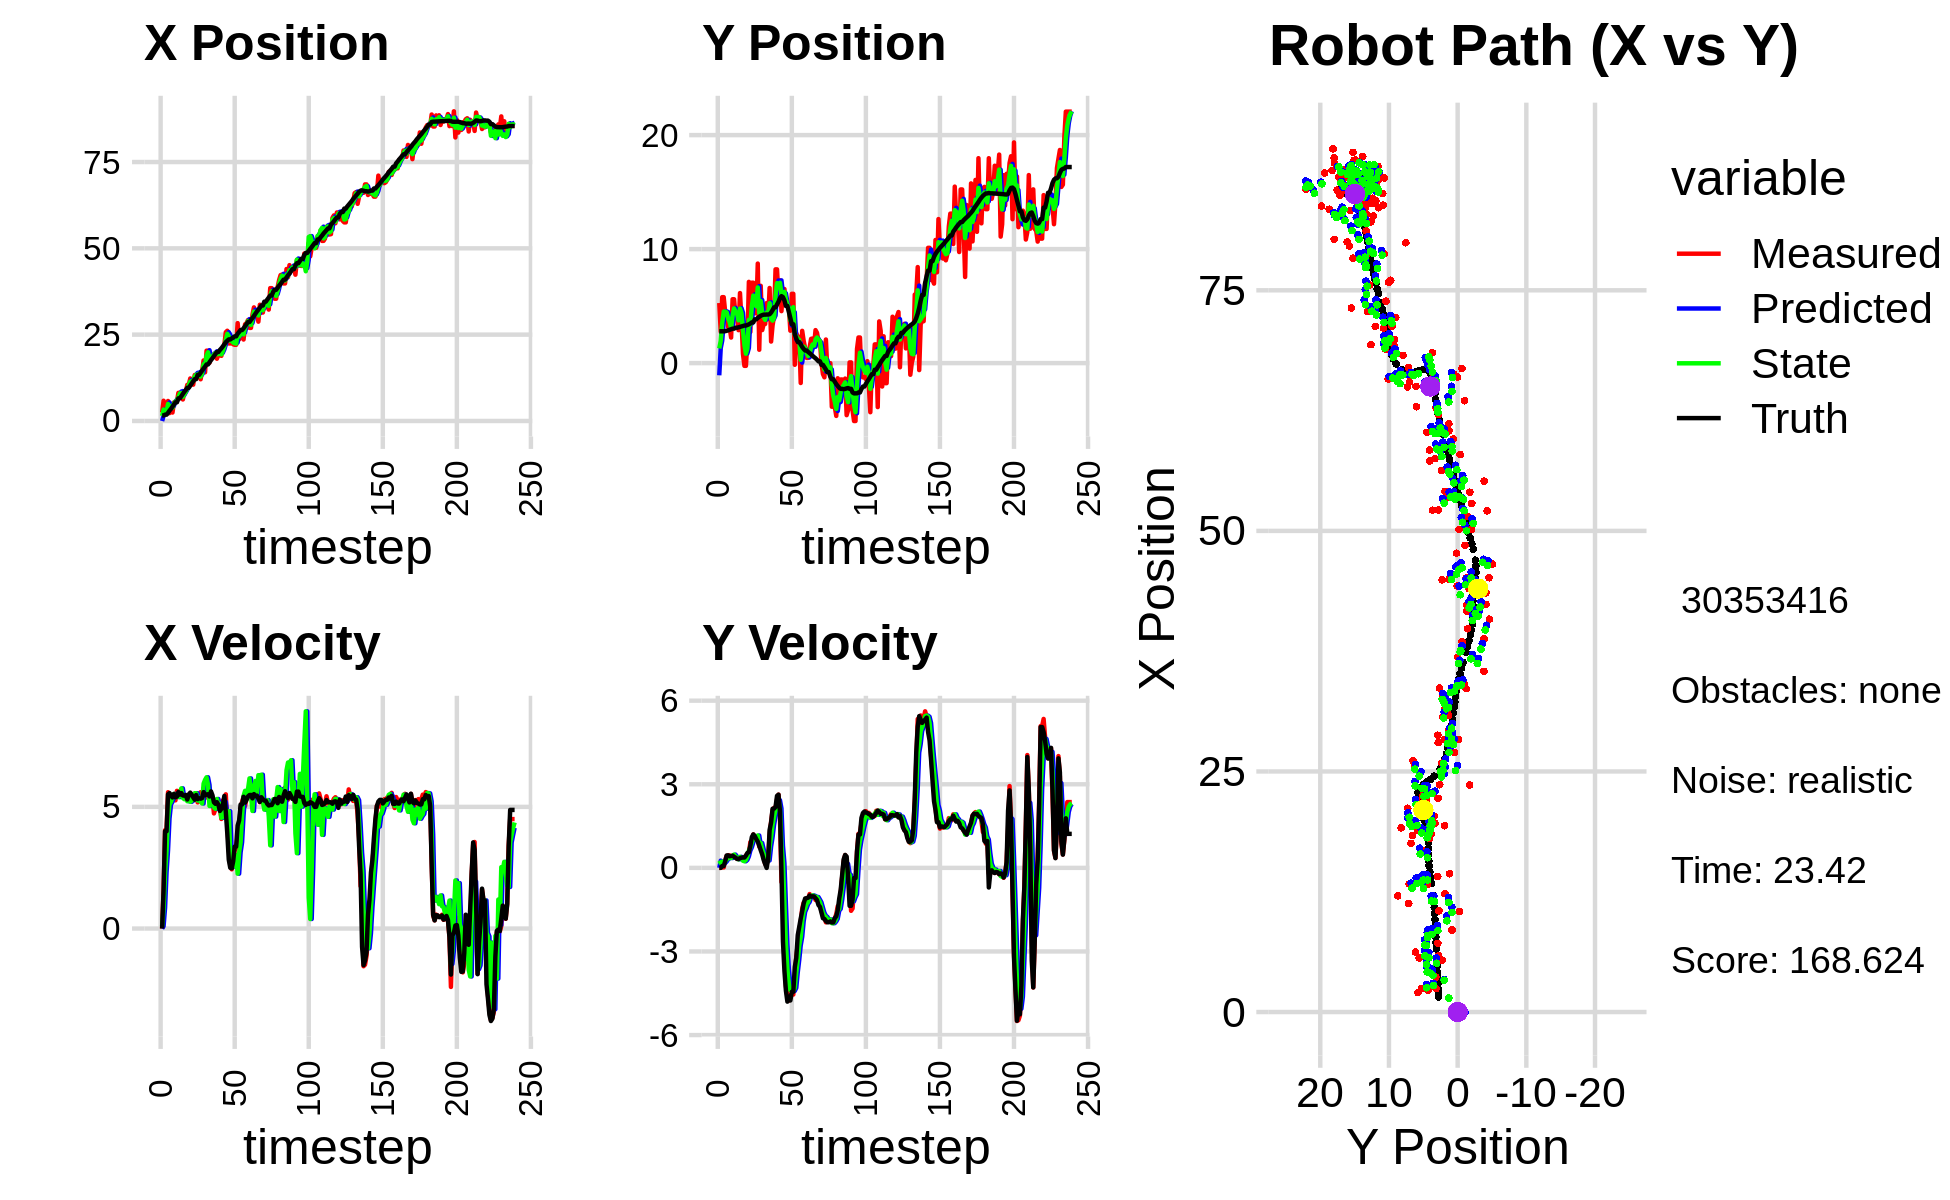 X Position
75
50
25
0
0
50
100
150
200
250
timestep
Y Position
20
10
0
0
50
100
150
200
250
timestep
X Velocity
5
0
0
50
100
150
200
250
timestep
Y Velocity
6
3
0
-3
-6
0
50
100
150
200
250
timestep
Robot Path (X vs Y)
X Position
75
50
25
0
20 10 0 -10 -20
Y Position
variable
Measured
Predicted
State
Truth
30353416
Obstacles: none
Noise: realistic
Time: 23.42
Score: 168.624